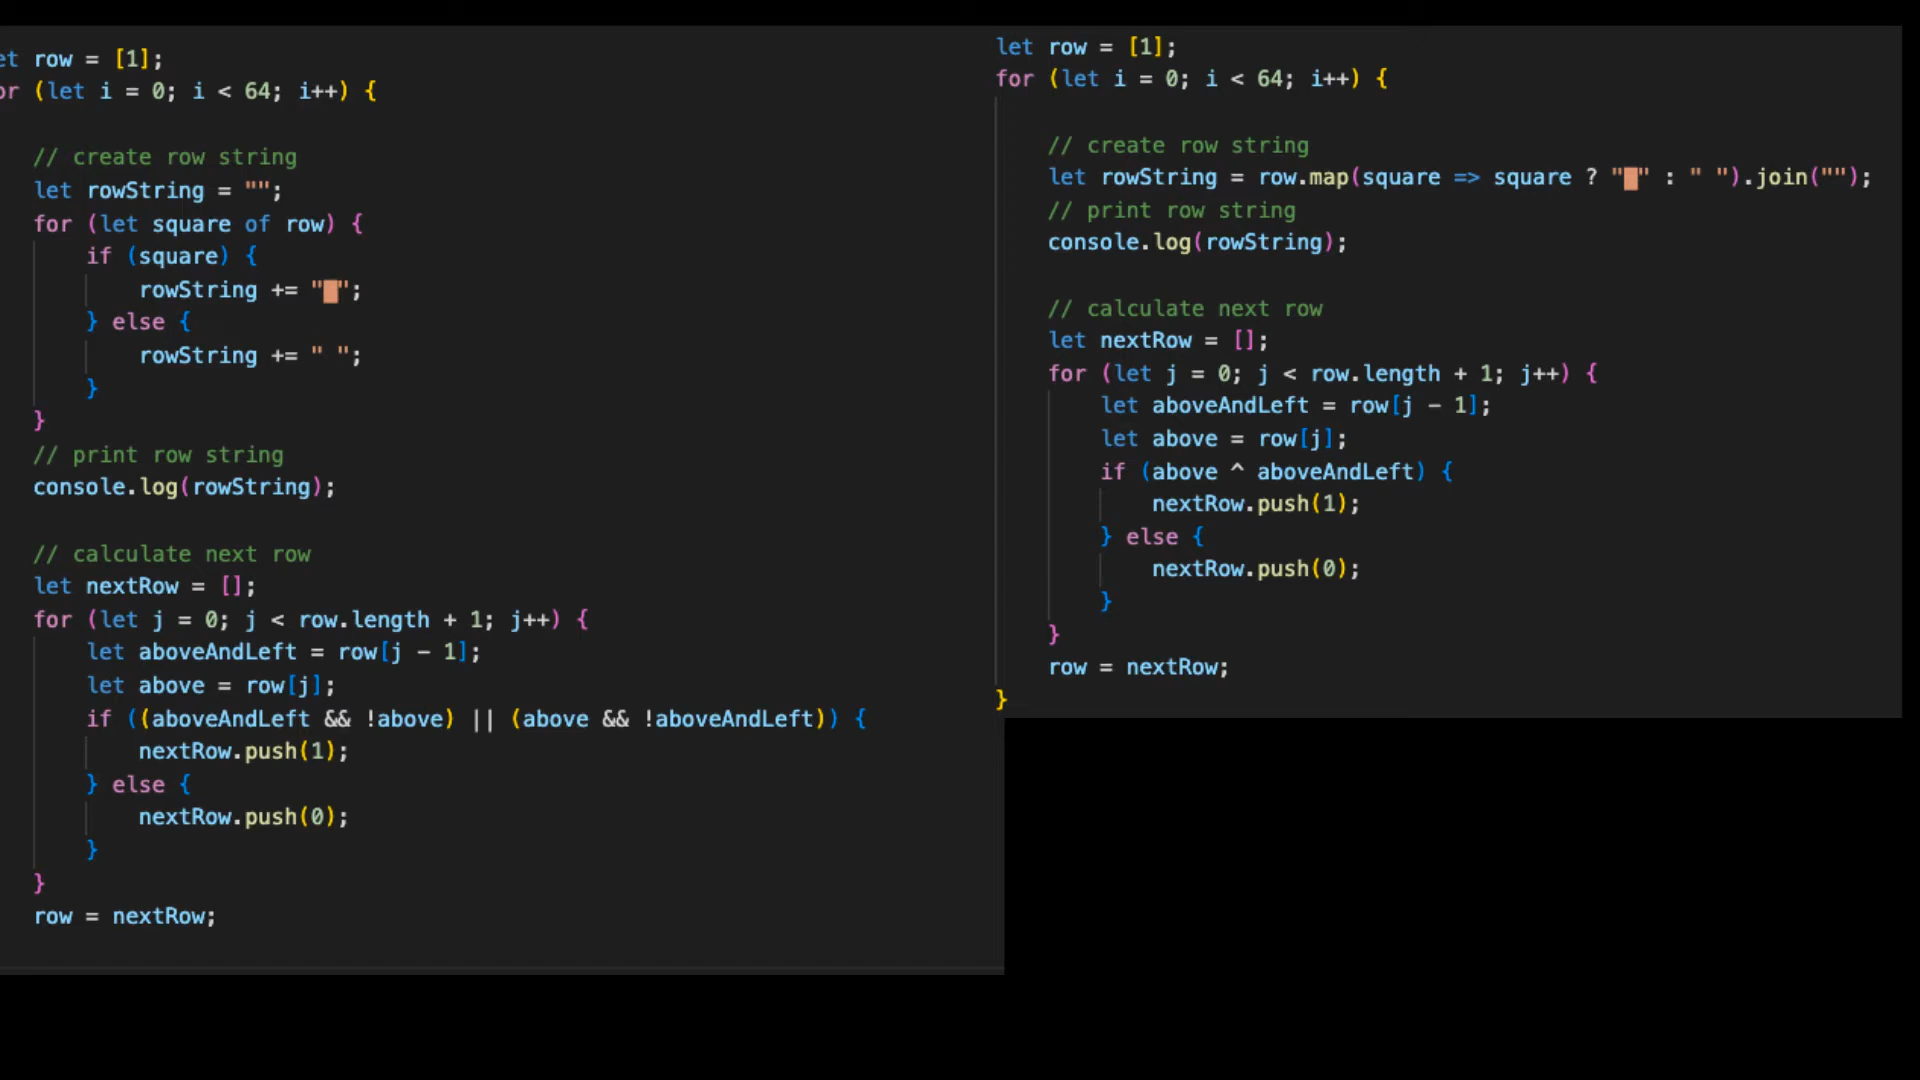 et row = [1];
or (let i = 0; i < 64; i++) {
// create row string
let rowString = "";
for (let square of row) {
if (square) {
rowString += "█";
} else {
rowString += " ";
}
}
// print row string
console.log(rowString);
// calculate next row
let nextRow = [];
for (let j = 0; j < row.length + 1; j++) {
let aboveAndLeft = row[j - 1];
let above = row[j];
if ((aboveAndLeft && !above) || (above && !aboveAndLeft)) {
nextRow.push(1);
} else {
nextRow.push(0);
}
}
row = nextRow;
let row = [1];
for (let i = 0; i < 64; i++) {
// create row string
let rowString = row.map(square => square ? "█" : " ").join("");
// print row string
console.log(rowString);
// calculate next row
let nextRow = [];
for (let j = 0; j < row.length + 1; j++) {
let aboveAndLeft = row[j - 1];
let above = row[j];
if (above ^ aboveAndLeft) {
nextRow.push(1);
} else {
nextRow.push(0);
}
}
row = nextRow;
}